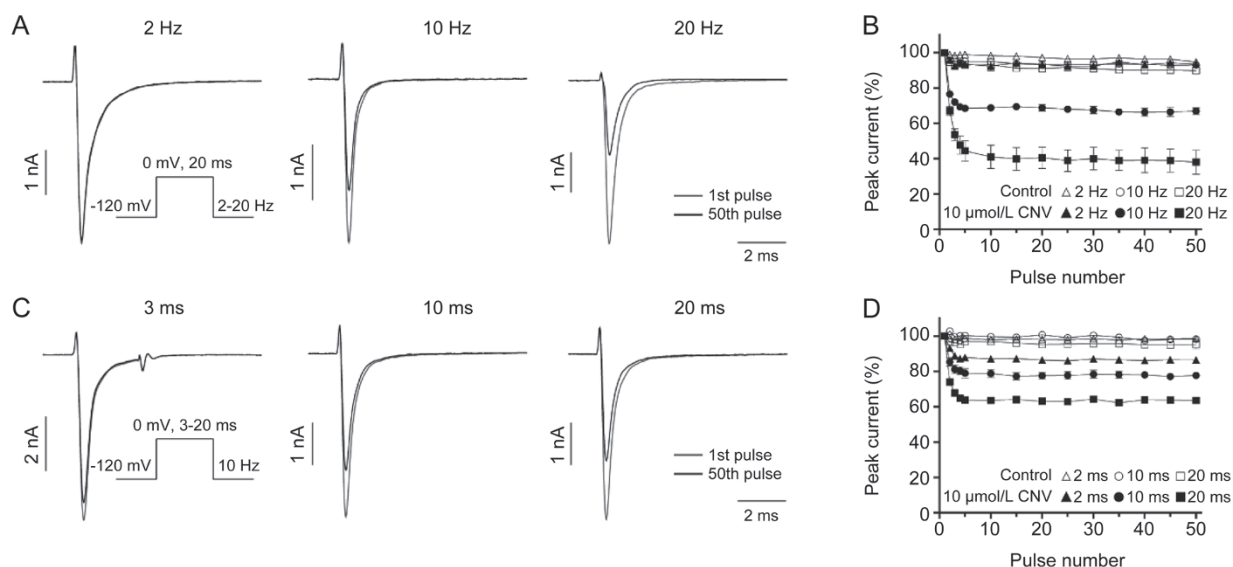 A
2 Hz
10 Hz
20 Hz
1 nA
0 mV, 20 ms
-120 mV
2-20 Hz
1 nA
1 nA
1st pulse
50th pulse
2 ms
B
Peak current (%)
100
80
60
40
20
0
Control △ 2 Hz ○ 10 Hz □ 20 Hz
10 µmol/L CNV ▲ 2 Hz ● 10 Hz ■ 20 Hz
0 10 20 30 40 50
Pulse number
C
3 ms
10 ms
20 ms
2 nA
0 mV, 3-20 ms
-120 mV
10 Hz
1 nA
1 nA
1st pulse
50th pulse
2 ms
D
Peak current (%)
100
80
60
40
20
0
Control △ 2 ms ○ 10 ms □ 20 ms
10 µmol/L CNV ▲ 2 ms ● 10 ms ■ 20 ms
0 10 20 30 40 50
Pulse number